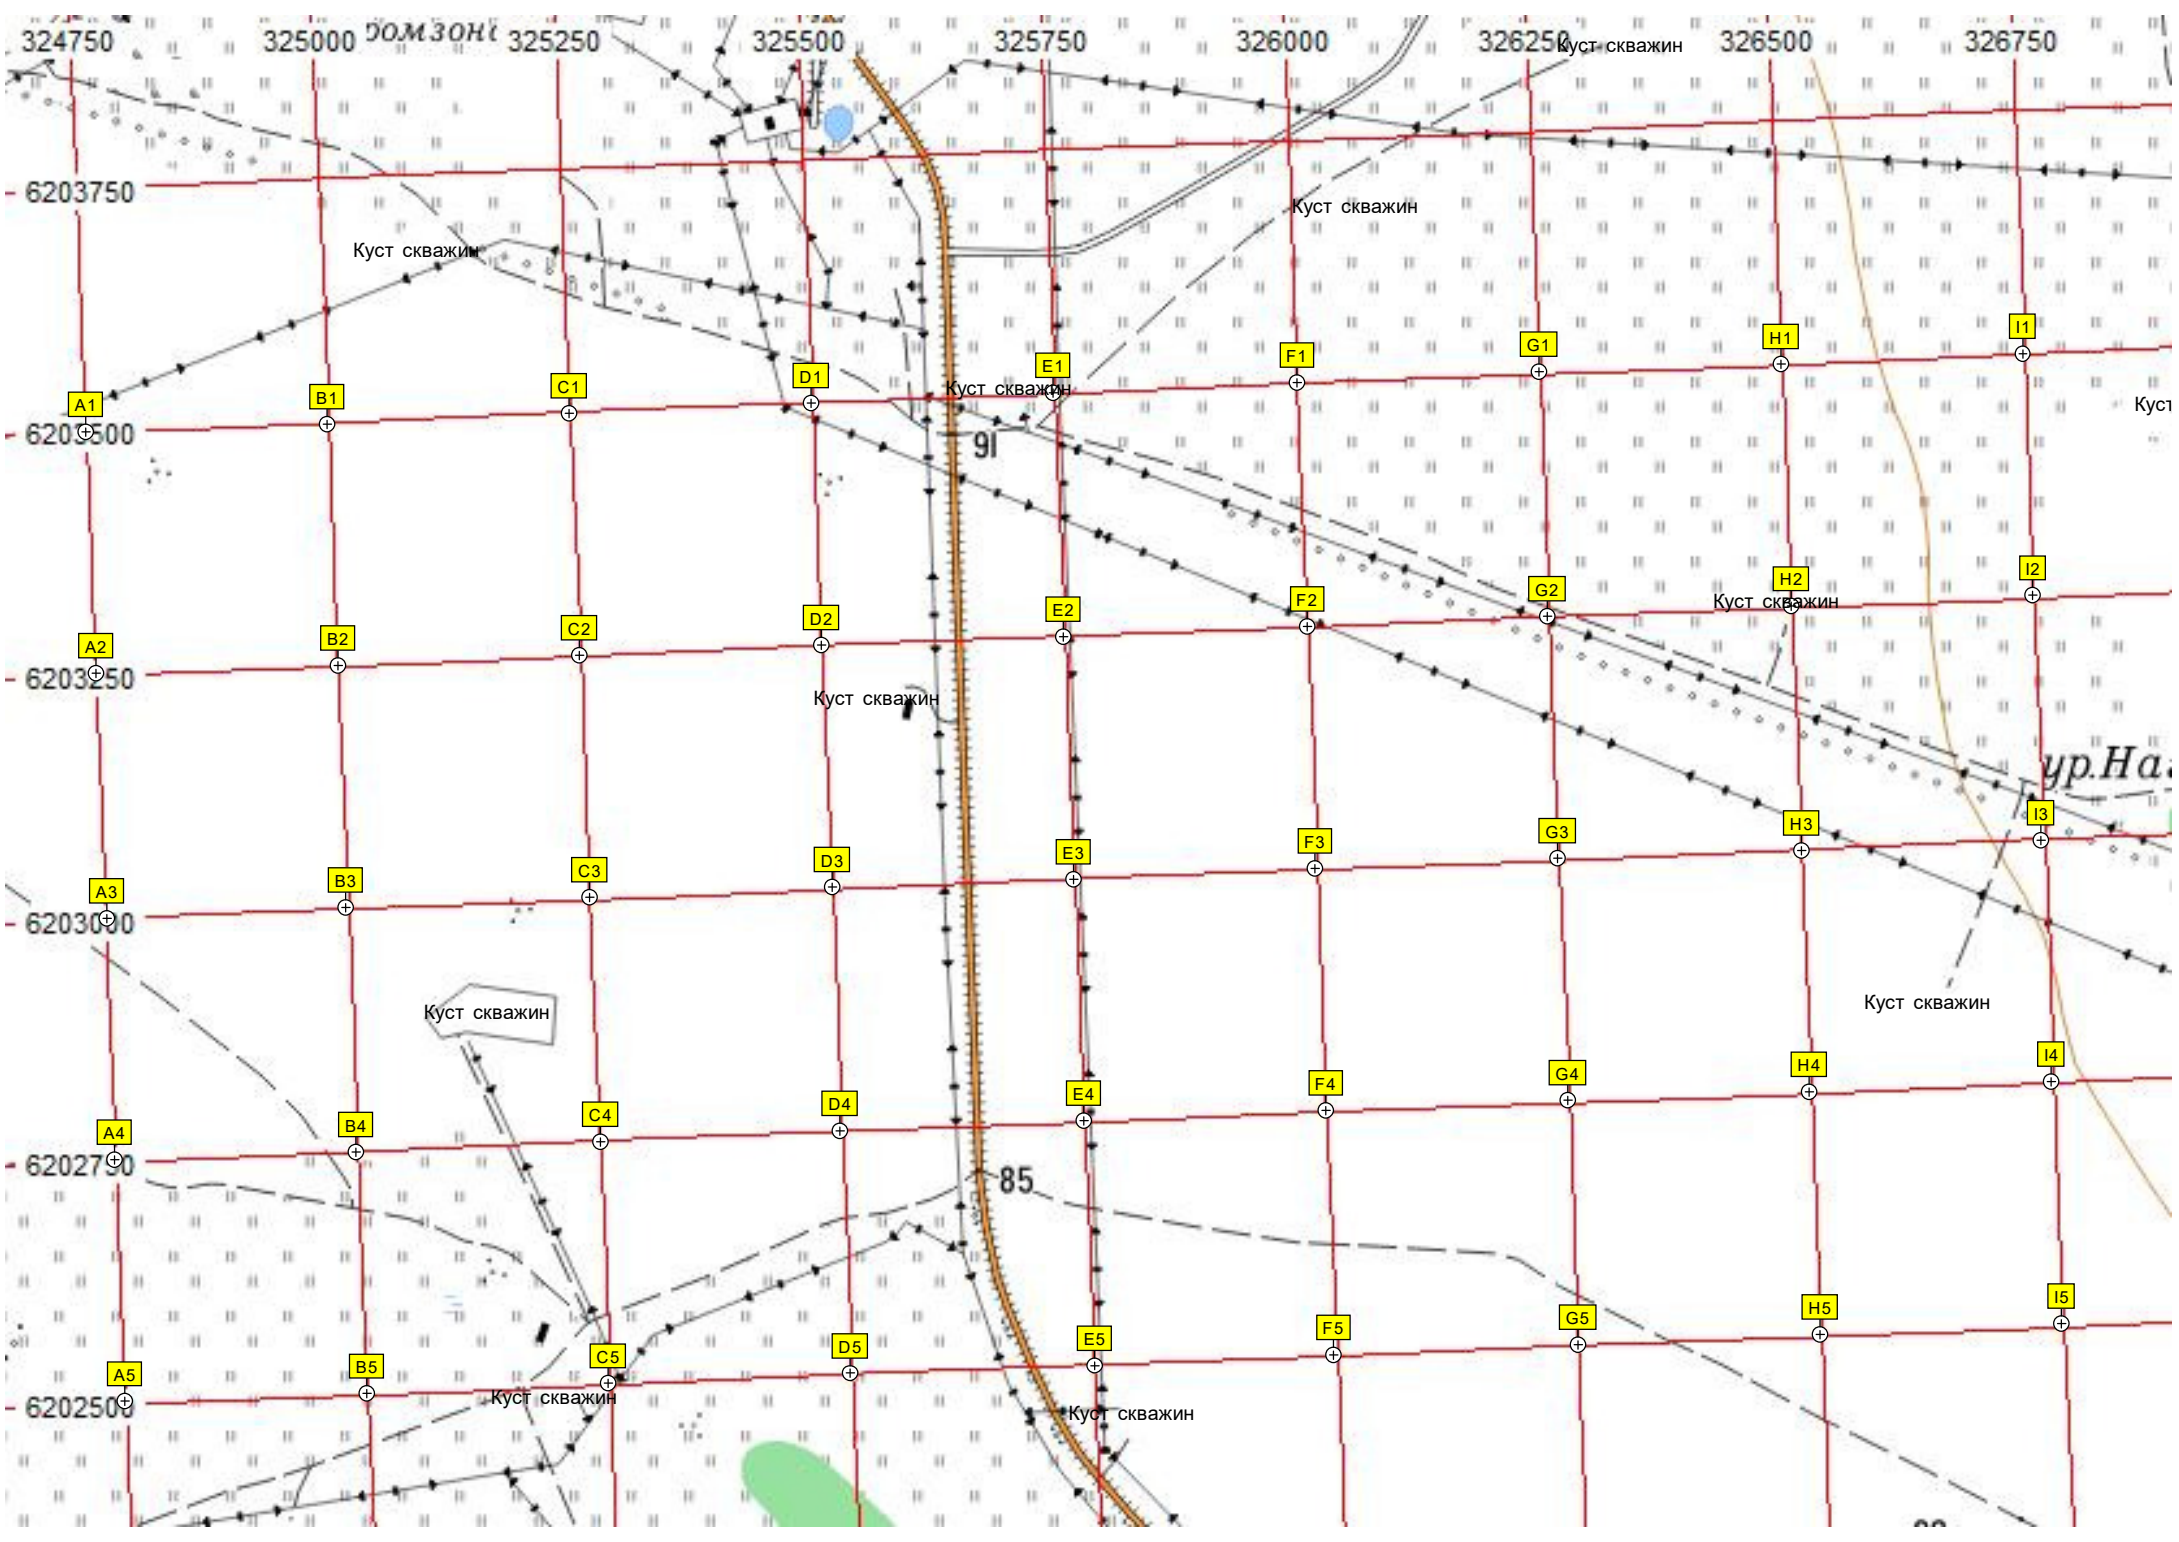 324750 325000 325250 325500 325750 326000 326250 326500 326750
Куст скважин
6203750
Куст скважин
Куст скважин
I1
H1
G1
F1
E1
D1
C1
B1
A1
Куст скважин
6203500
91
I2
H2
G2
F2
E2
D2
C2
B2
A2
Куст скважин
6203250
Куст скважин
ур.Наг
I3
H3
G3
F3
E3
D3
C3
B3
A3
6203000
Куст скважин
Куст скважин
I4
H4
G4
F4
E4
D4
C4
B4
A4
6202750
85
I5
H5
G5
F5
E5
D5
C5
B5
A5
Куст скважин
6202500
Куст скважин